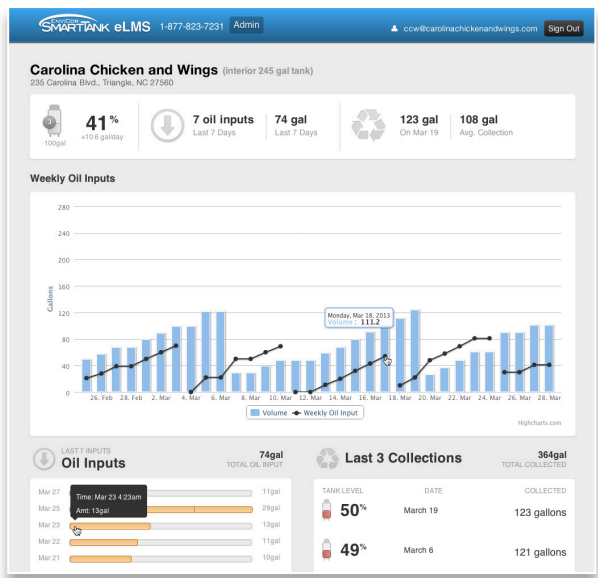 ENVICOR
SMARTTANK eLMS 1-877-823-7231 Admin ccw@carolinachickenandwings.com Sign Out
Carolina Chicken and Wings (interior 245 gal tank)
235 Carolina Blvd., Triangle, NC 27560
3 41% 7 oil inputs 74 gal 123 gal 108 gal
100gal +10.6 gal/day Last 7 Days Last 7 Days On Mar 19 Avg. Collection
Weekly Oil Inputs
280
240
200
160
Gallons
120
80
40
0
Monday, Mar 18, 2013
Volume : 111.2
26. Feb 28. Feb 2. Mar 4. Mar 6. Mar 8. Mar 10. Mar 12. Mar 14. Mar 16. Mar 18. Mar 20. Mar 22. Mar 24. Mar 26. Mar 28. Mar
Volume Weekly Oil Input
Highcharts.com
LAST 7 INPUTS
Oil Inputs
74gal
TOTAL OIL INPUT
Mar 27 11gal
Mar 25 29gal
Mar 23 13gal
Mar 22 11gal
Mar 21 10gal
Time: Mar 23 4:23am
Amt: 13gal
Last 3 Collections
364gal
TOTAL COLLECTED
TANK LEVEL DATE COLLECTED
50% March 19 123 gallons
49% March 6 121 gallons